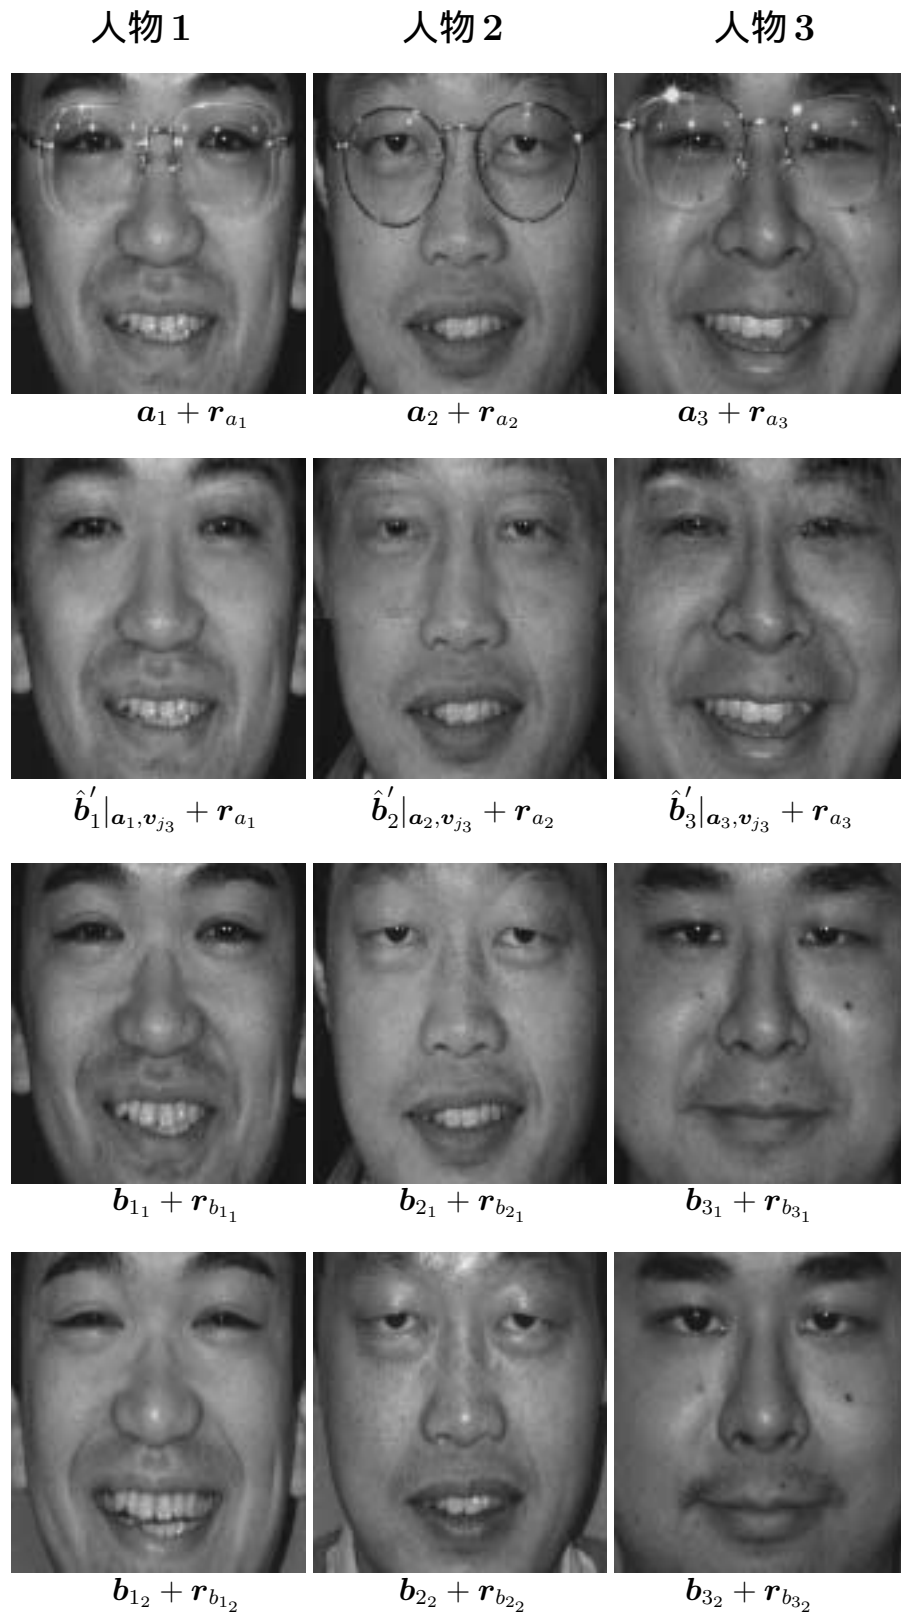 人物 1 人物 2 人物 3
a₁ + r_{a₁} a₂ + r_{a₂} a₃ + r_{a₃}
b̂′₁|_{a₁,v_{j₃}} + r_{a₁} b̂′₂|_{a₂,v_{j₃}} + r_{a₂} b̂′₃|_{a₃,v_{j₃}} + r_{a₃}
b_{1₁} + r_{b_{1₁}} b_{2₁} + r_{b_{2₁}} b_{3₁} + r_{b_{3₁}}
b_{1₂} + r_{b_{1₂}} b_{2₂} + r_{b_{2₂}} b_{3₂} + r_{b_{3₂}}